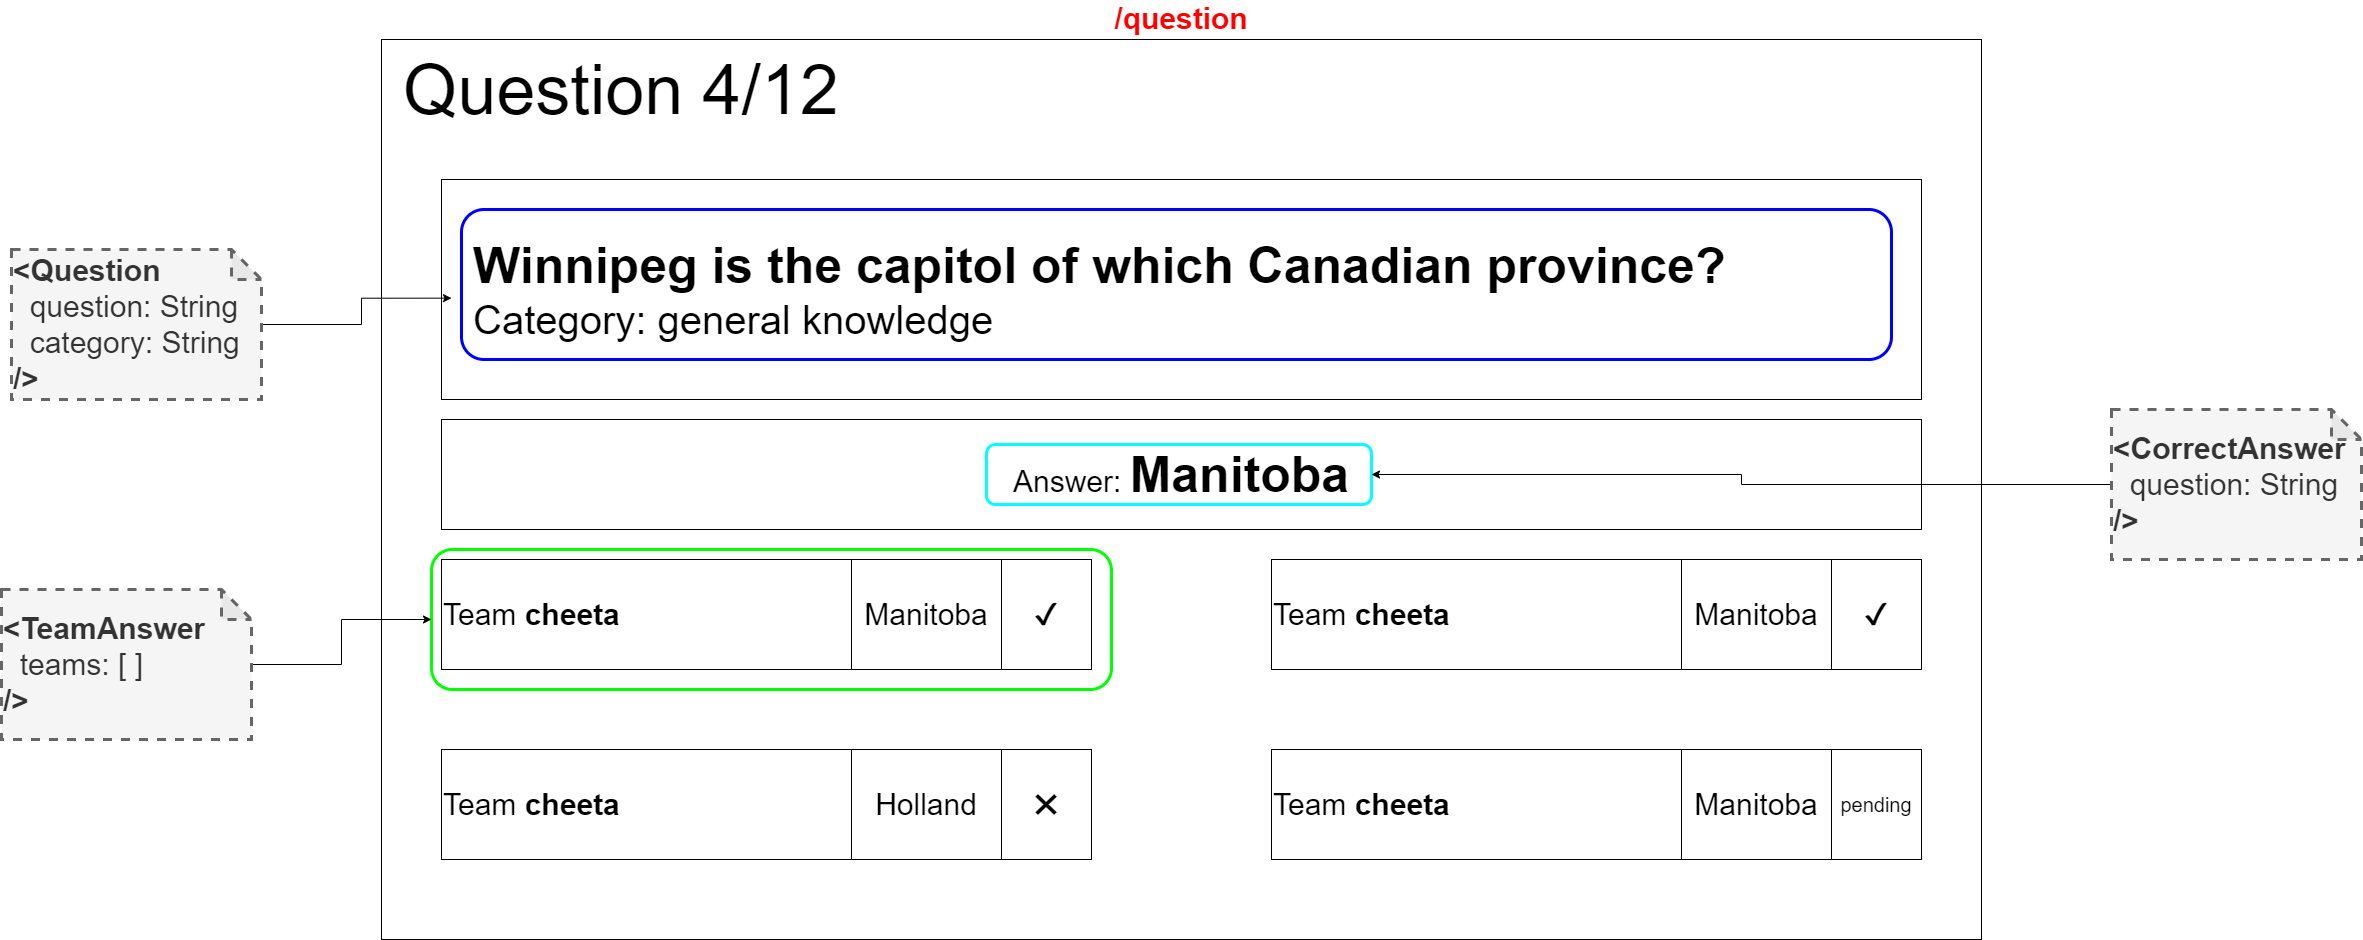 /question
Question 4/12
<Question
question: String
category: String
/>
Winnipeg is the capitol of which Canadian province?
Category: general knowledge
Answer: Manitoba
<CorrectAnswer
question: String
/>
<TeamAnswer
teams: [ ]
/>
Team cheeta Manitoba ✓
Team cheeta Manitoba ✓
Team cheeta Holland ✕
Team cheeta Manitoba pending